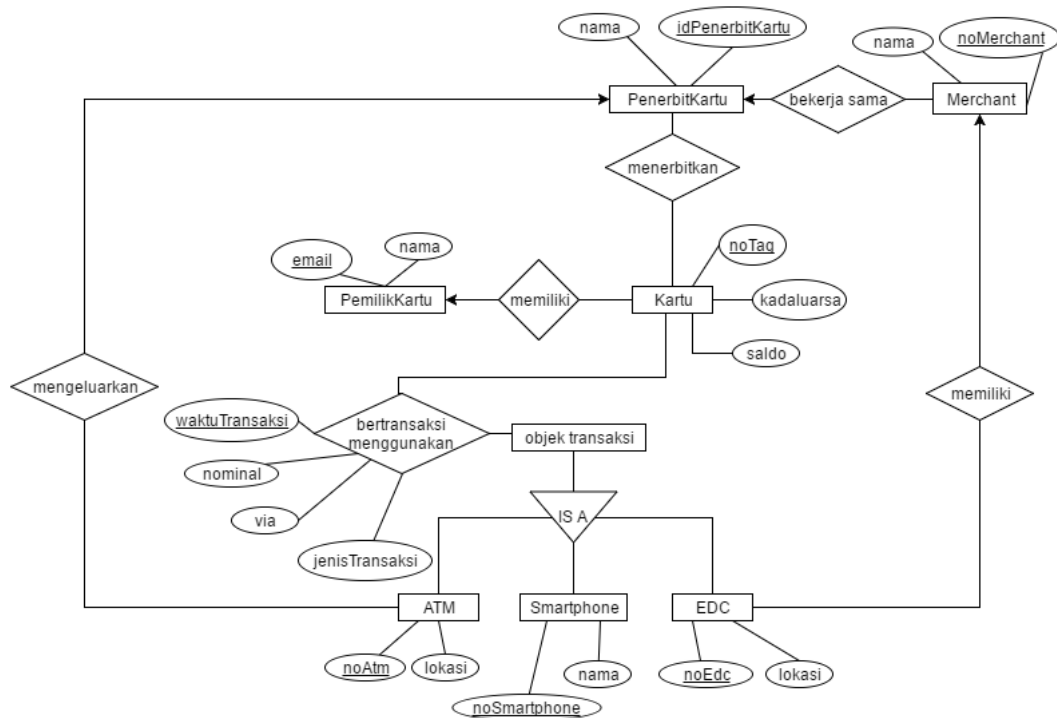 nama
idPenerbitKartu
nama
noMerchant
PenerbitKartu
bekerja sama
Merchant
menerbitkan
email
nama
noTag
PemilikKartu
memiliki
Kartu
kadaluarsa
saldo
mengeluarkan
memiliki
waktuTransaksi
bertransaksi
menggunakan
objek transaksi
nominal
via
IS A
jenisTransaksi
ATM
Smartphone
EDC
noAtm
lokasi
nama
noEdc
lokasi
noSmartphone